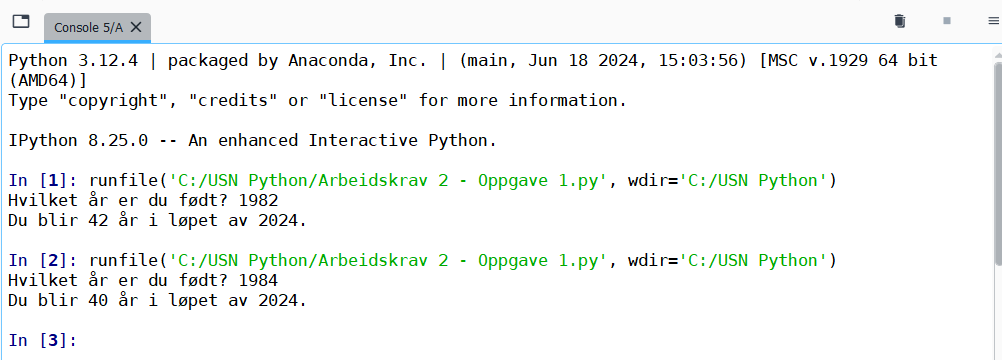 Console 5/A
Python 3.12.4 | packaged by Anaconda, Inc. | (main, Jun 18 2024, 15:03:56) [MSC v.1929 64 bit
(AMD64)]
Type "copyright", "credits" or "license" for more information.
IPython 8.25.0 -- An enhanced Interactive Python.
In [1]: runfile('C:/USN Python/Arbeidskrav 2 - Oppgave 1.py', wdir='C:/USN Python')
Hvilket år er du født? 1982
Du blir 42 år i løpet av 2024.
In [2]: runfile('C:/USN Python/Arbeidskrav 2 - Oppgave 1.py', wdir='C:/USN Python')
Hvilket år er du født? 1984
Du blir 40 år i løpet av 2024.
In [3]: